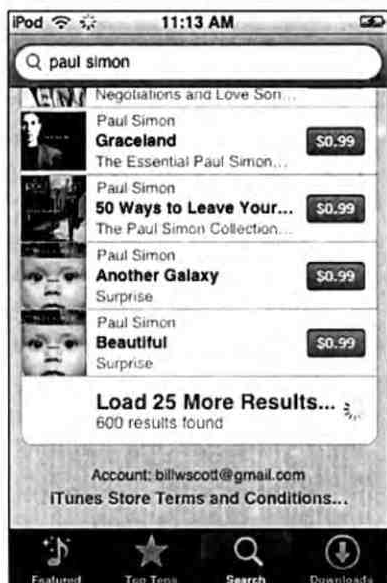 iPod 11:13 AM
paul simon
Negotiations and Love Son...
Paul Simon
Graceland
The Essential Paul Simon...
$0.99
Paul Simon
50 Ways to Leave Your...
The Paul Simon Collection...
$0.99
Paul Simon
Another Galaxy
Surprise
$0.99
Paul Simon
Beautiful
Surprise
$0.99
Load 25 More Results...
600 results found
Account: billwscott@gmail.com
iTunes Store Terms and Conditions...
Featured Top Tens Search Downloads